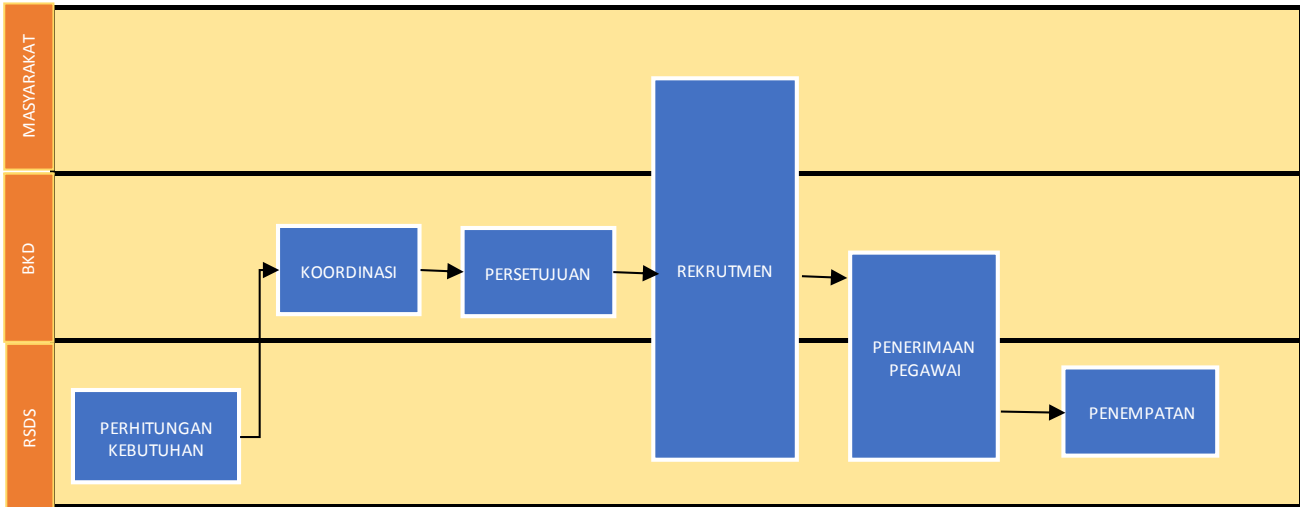 MASYARAKAT
BKD
RSDS
PERHITUNGAN
KEBUTUHAN
KOORDINASI
PERSETUJUAN
REKRUTMEN
PENERIMAAN
PEGAWAI
PENEMPATAN